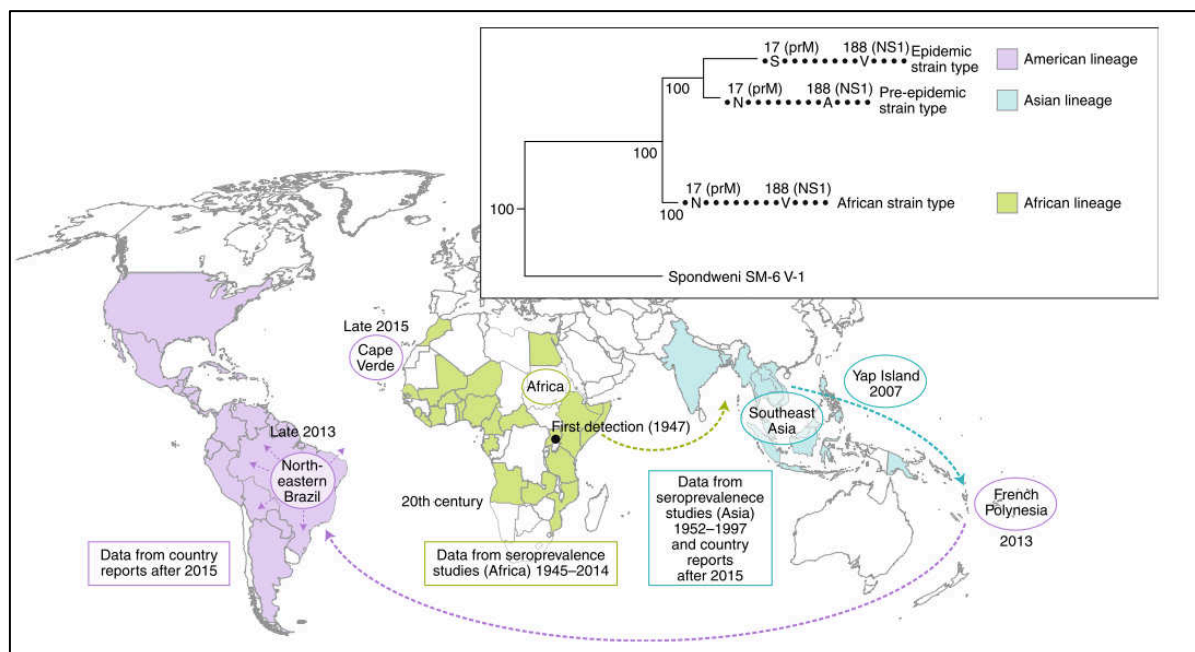 17 (prM) 188 (NS1)
S V
Epidemic
strain type
American lineage
100
17 (prM) 188 (NS1)
N A
Pre-epidemic
strain type
Asian lineage
100
17 (prM) 188 (NS1)
N V
African strain type
African lineage
100
100
Spondweni SM-6 V-1
Late 2015
Cape
Verde
Africa
First detection (1947)
20th century
Southeast
Asia
Yap Island
2007
French
Polynesia
2013
Late 2013
North-
eastern
Brazil
Data from country
reports after 2015
Data from seroprevalence
studies (Africa) 1945–2014
Data from
seroprevalenece
studies (Asia)
1952–1997
and country
reports
after 2015